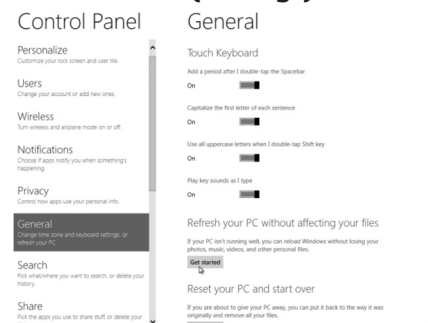 Control Panel
Personalize
Customize your lock screen and user tile.
Users
Change your account or add new ones.
Wireless
Turn wireless and airplane mode on or off.
Notifications
Choose if apps notify you when something's
happening.
Privacy
Control how apps use your personal info.
General
Change time zone and keyboard settings, or
refresh your PC.
Search
Pick what/where you want to search, or delete your
history.
Share
Pick the apps you use to share stuff, or delete your
General
Touch Keyboard
Add a period after I double-tap the Spacebar
On
Capitalize the first letter of each sentence
On
Use all uppercase letters when I double-tap Shift key
On
Play key sounds as I type
On
Refresh your PC without affecting your files
If your PC isn't running well, you can reload Windows without losing your
photos, music, videos, and other personal files.
Get started
Reset your PC and start over
If you are about to give your PC away, you can put it back to the way it was
originally and remove all your files.